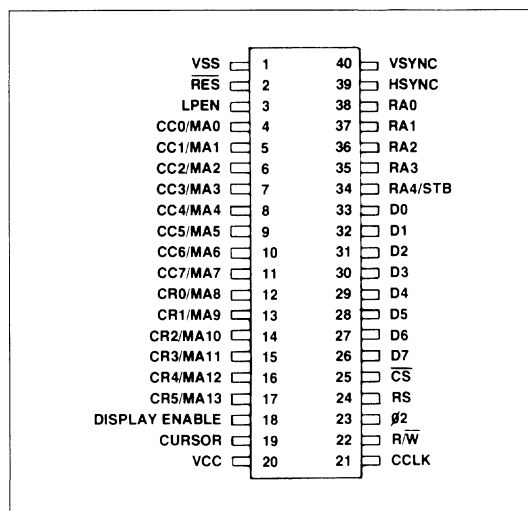 VSS 1 40 VSYNC
R̅E̅S̅ 2 39 HSYNC
LPEN 3 38 RA0
CC0/MA0 4 37 RA1
CC1/MA1 5 36 RA2
CC2/MA2 6 35 RA3
CC3/MA3 7 34 RA4/STB
CC4/MA4 8 33 D0
CC5/MA5 9 32 D1
CC6/MA6 10 31 D2
CC7/MA7 11 30 D3
CR0/MA8 12 29 D4
CR1/MA9 13 28 D5
CR2/MA10 14 27 D6
CR3/MA11 15 26 D7
CR4/MA12 16 25 C̅S̅
CR5/MA13 17 24 RS
DISPLAY ENABLE 18 23 Ø2
CURSOR 19 22 R/W̅
VCC 20 21 CCLK